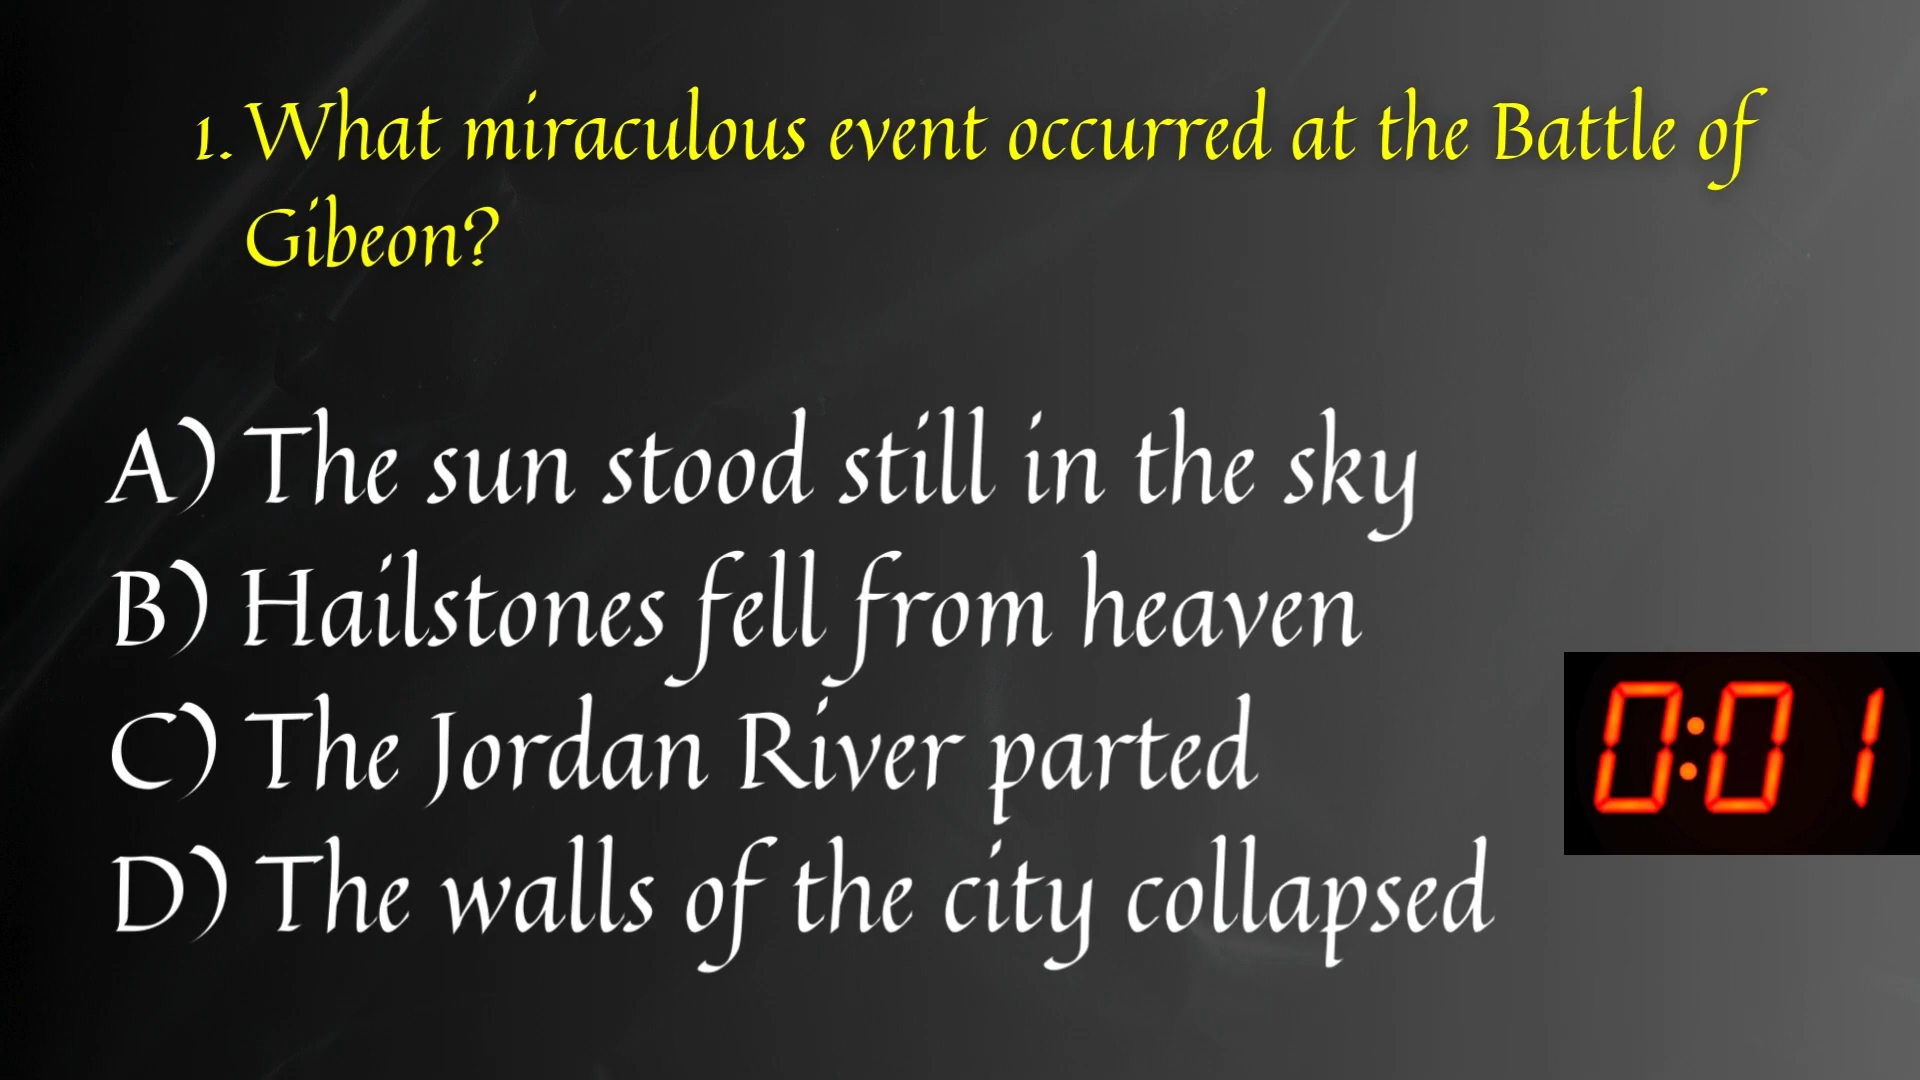 1. What miraculous event occurred at the Battle of
Gibeon?
A) The sun stood still in the sky
B) Hailstones fell from heaven
C) The Jordan River parted
0:01
D) The walls of the city collapsed